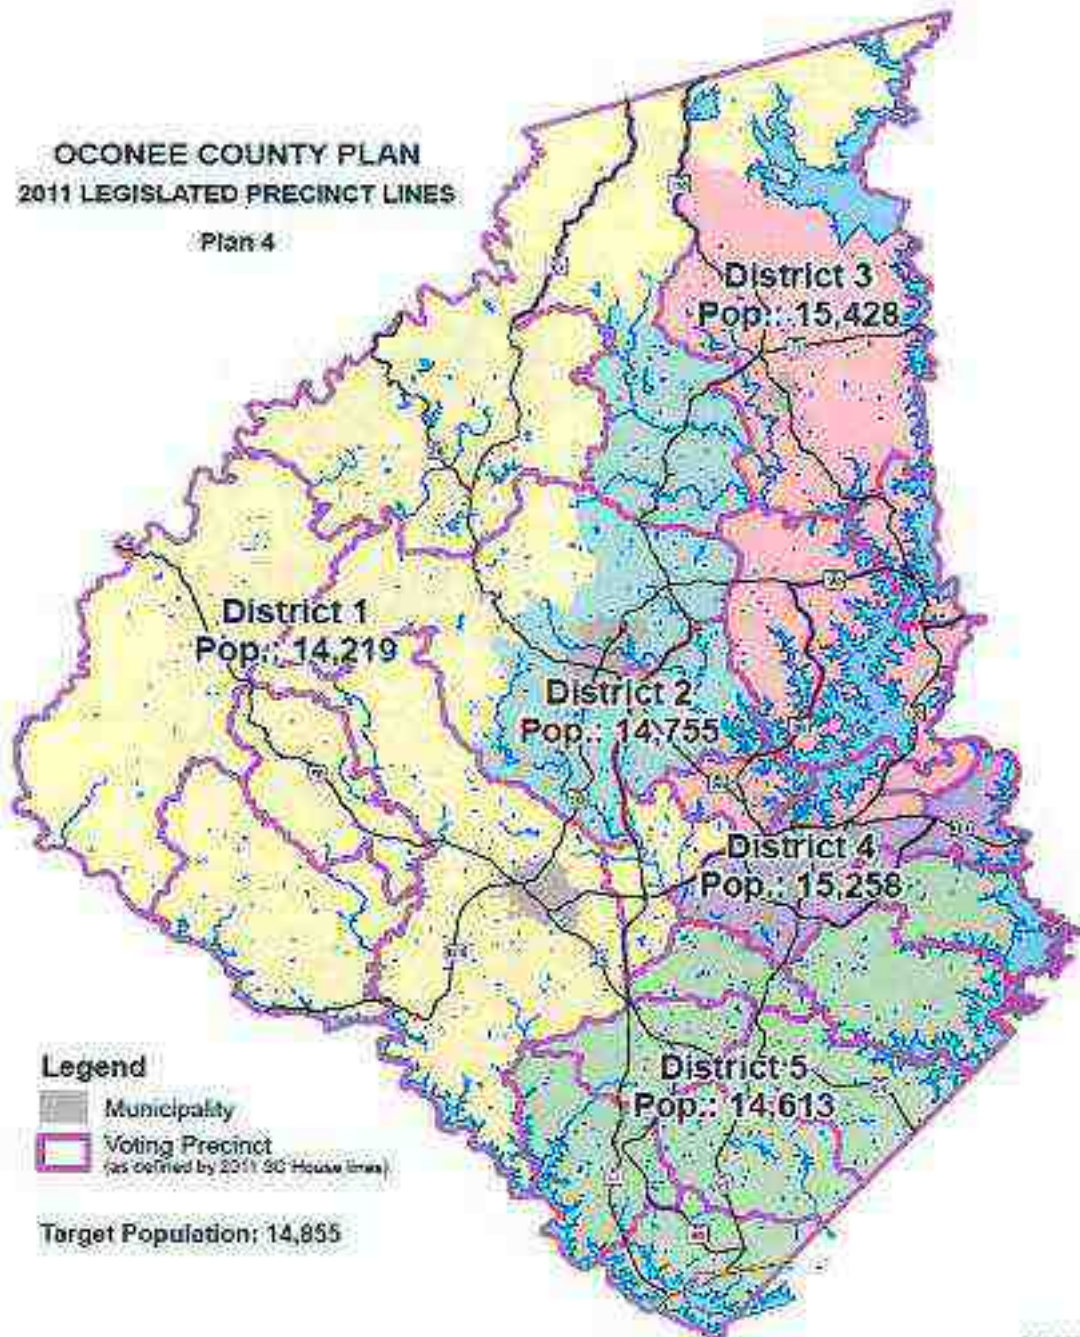 OCONEE COUNTY PLAN
2011 LEGISLATED PRECINCT LINES
Plan 4
District 3
Pop.: 15,428
District 1
Pop.: 14,219
District 2
Pop.: 14,755
District 4
Pop.: 15,258
District 5
Pop.: 14,613
Legend
Municipality
Voting Precinct
(as defined by 2011 SC House lines)
Target Population: 14,855